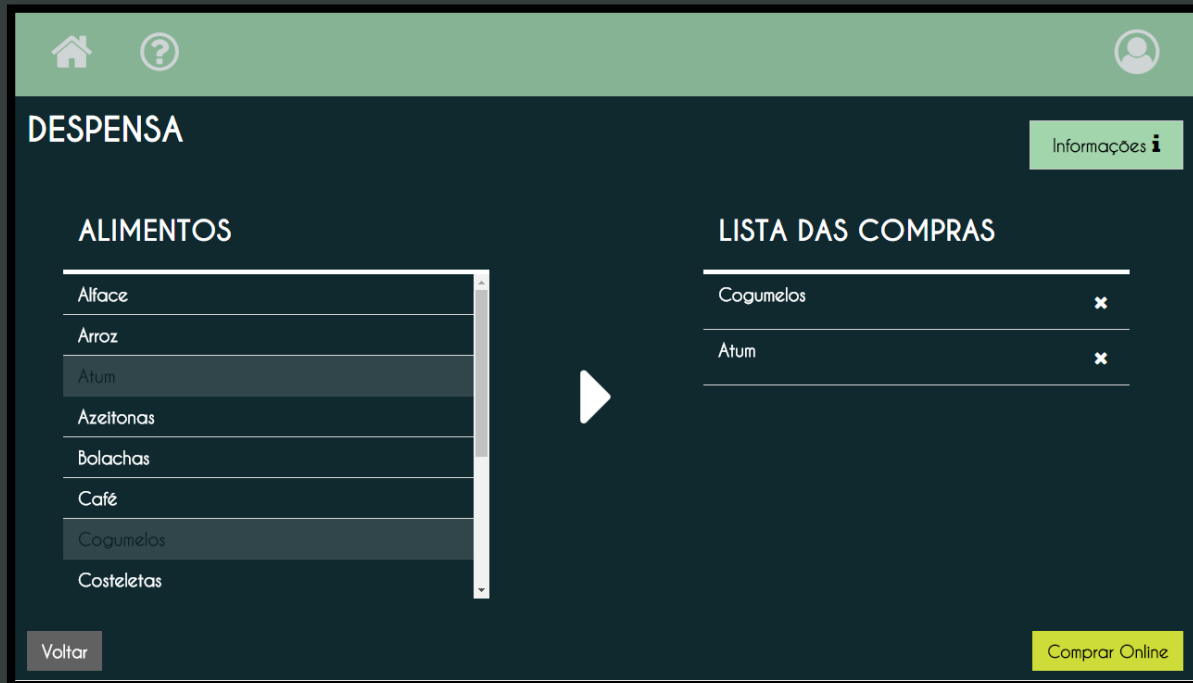 DESPENSA
Informações i
ALIMENTOS
Alface
Arroz
Atum
Azeitonas
Bolachas
Café
Cogumelos
Costeletas
LISTA DAS COMPRAS
Cogumelos
Atum
Voltar
Comprar Online